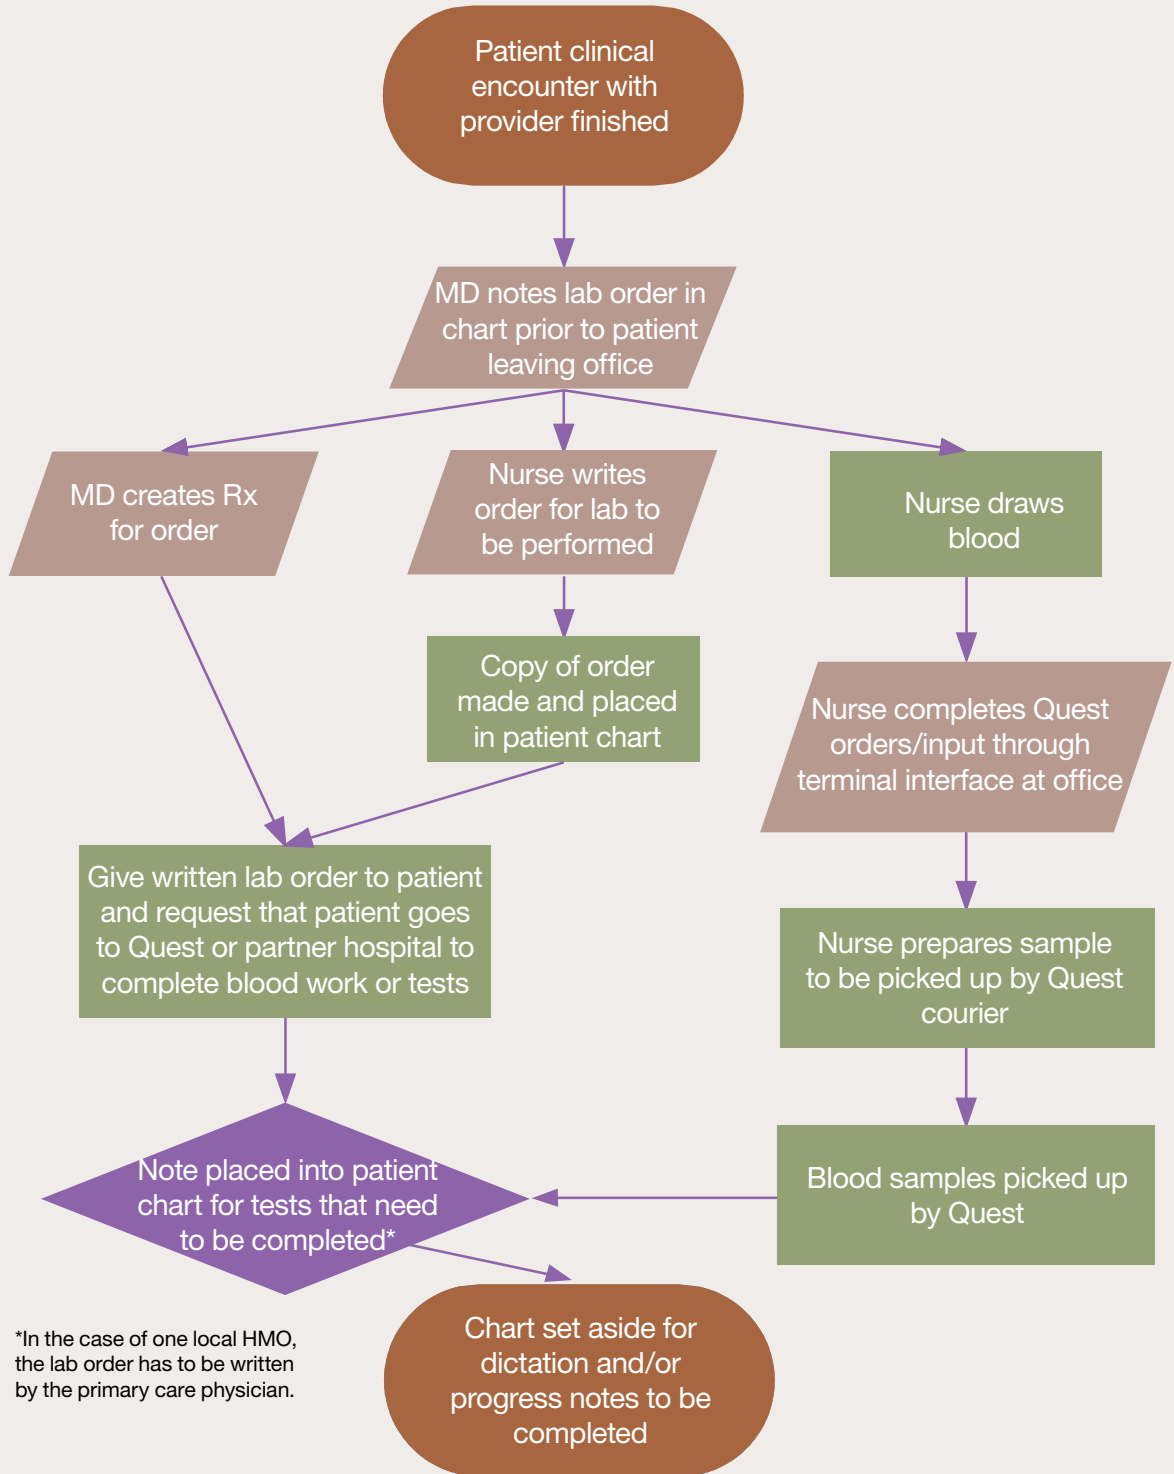 Patient clinical
encounter with
provider finished
MD notes lab order in
chart prior to patient
leaving office
MD creates Rx
for order
Nurse writes
order for lab to
be performed
Nurse draws
blood
Copy of order
made and placed
in patient chart
Nurse completes Quest
orders/input through
terminal interface at office
Give written lab order to patient
and request that patient goes
to Quest or partner hospital to
complete blood work or tests
Nurse prepares sample
to be picked up by Quest
courier
Note placed into patient
chart for tests that need
to be completed*
Blood samples picked up
by Quest
*In the case of one local HMO,
the lab order has to be written
by the primary care physician.
Chart set aside for
dictation and/or
progress notes to be
completed